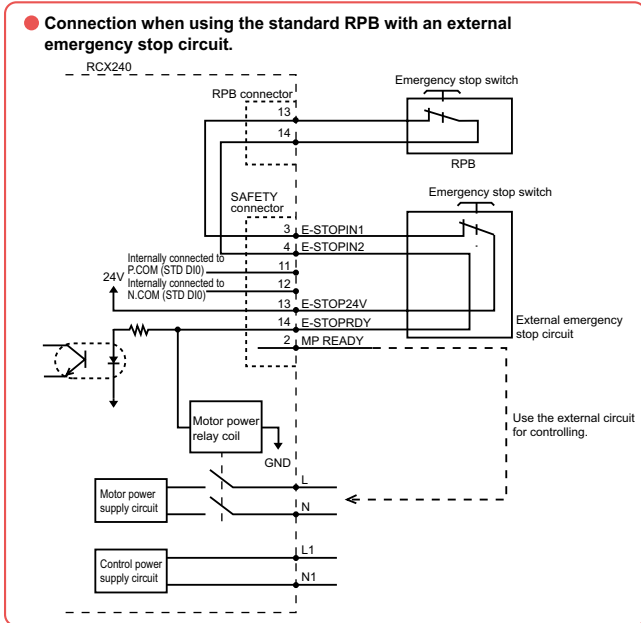 Connection when using the standard RPB with an external
emergency stop circuit.
RCX240
RPB connector
Emergency stop switch
13
14
RPB
SAFETY
connector
Emergency stop switch
3 E-STOPIN1
4 E-STOPIN2
Internally connected to
P.COM (STD DI0)
11
24V
Internally connected to
N.COM (STD DI0)
12
13 E-STOP24V
14 E-STOPRDY
2 MP READY
External emergency
stop circuit
Motor power
relay coil
GND
Use the external circuit
for controlling.
Motor power
supply circuit
L
N
Control power
supply circuit
L1
N1